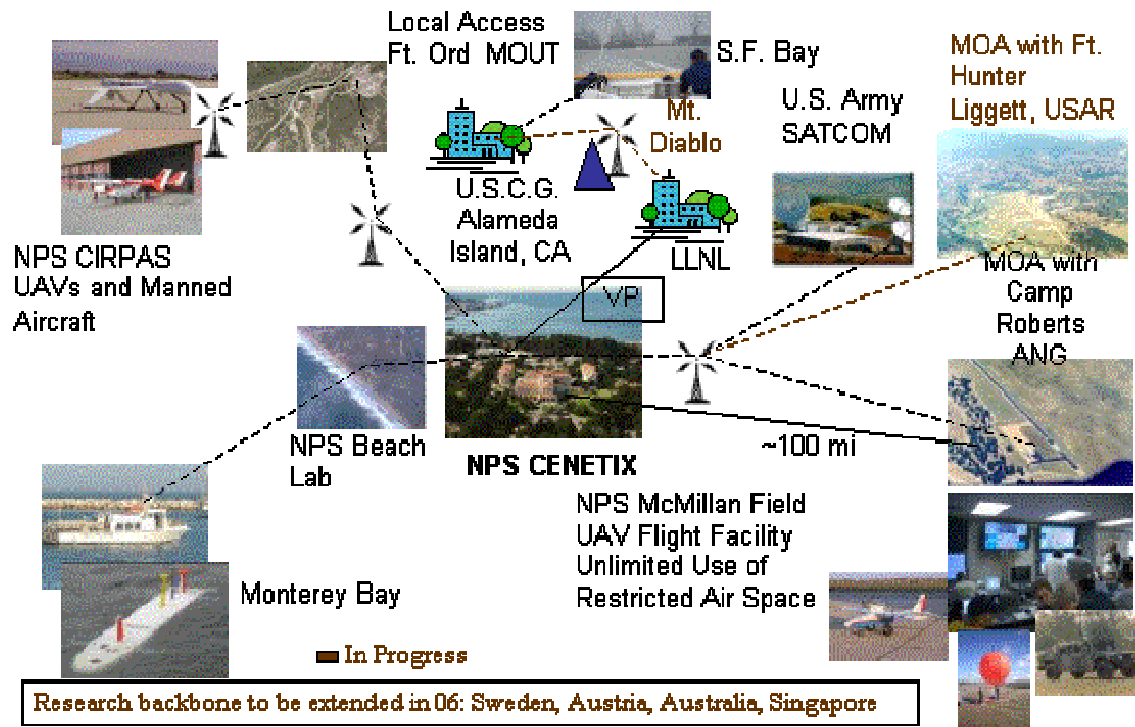 Local Access
Ft. Ord MOUT
S.F. Bay
MOA with Ft.
Hunter
Liggett, USAR
U.S. Army
SATCOM
Mt.
Diablo
U.S.C.G.
Alameda
Island, CA
LLNL
NPS CIRPAS
UAVs and Manned
Aircraft
MOA with
Camp
Roberts
ANG
VP
NPS Beach
Lab
NPS CENETIX
~100 mi
NPS McMillan Field
UAV Flight Facility
Unlimited Use of
Restricted Air Space
Monterey Bay
In Progress
Research backbone to be extended in 06: Sweden, Austria, Australia, Singapore